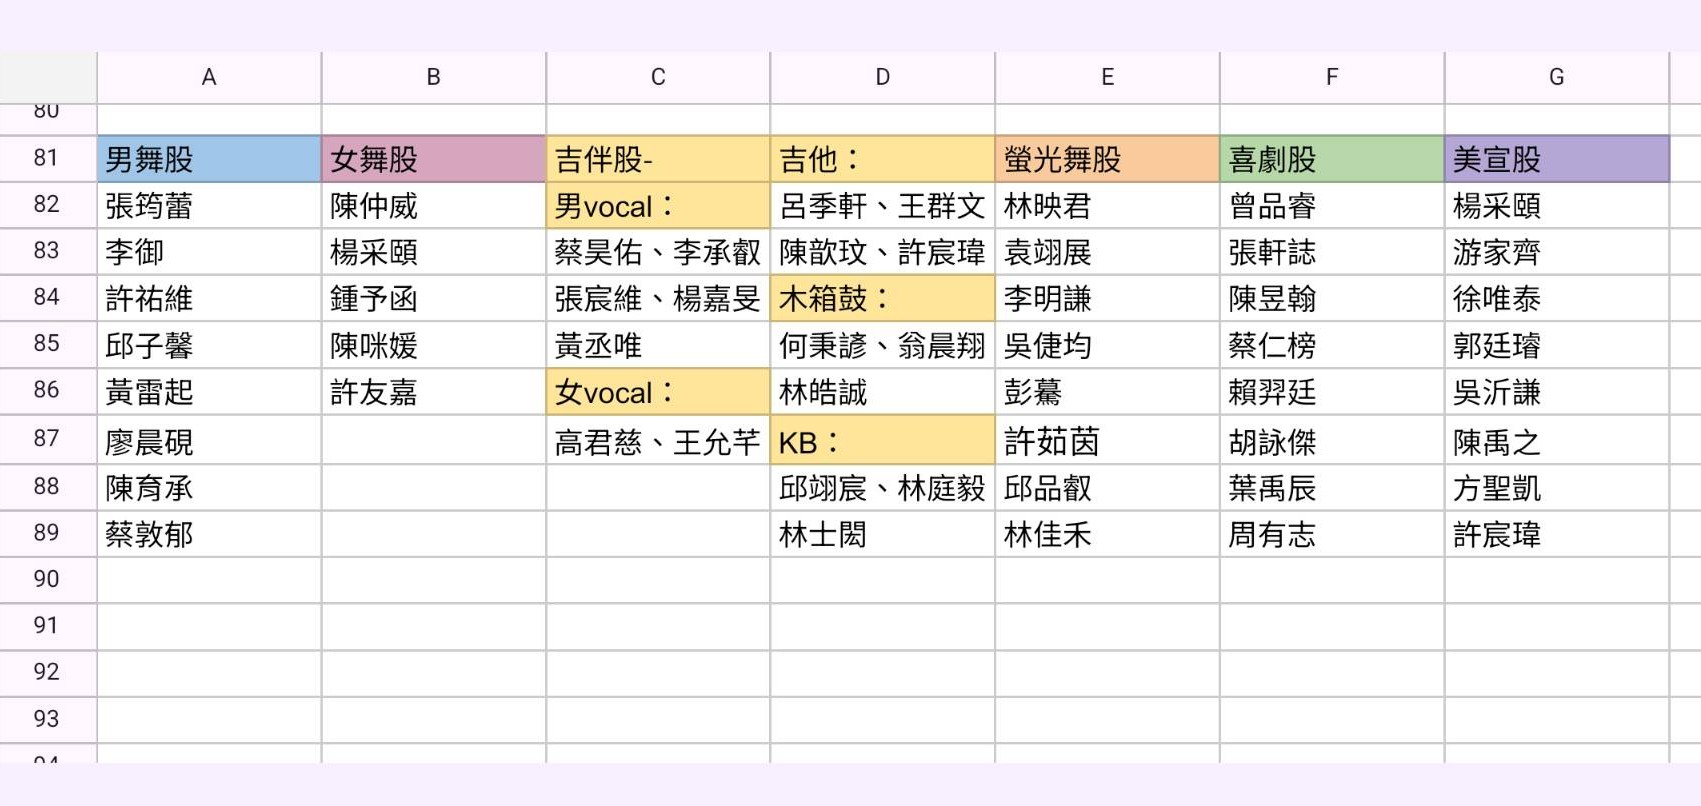 A B C D E F G
80
81 男舞股 女舞股 吉伴股- 吉他： 螢光舞股 喜劇股 美宣股
82 張筠蕾 陳仲威 男vocal： 呂季軒、王群文 林映君 曾品睿 楊采頤
83 李御 楊采頤 蔡昊佑、李承叡 陳歆玟、許宸瑋 袁翊展 張軒誌 游家齊
84 許祐維 鍾予函 張宸維、楊嘉旻 木箱鼓： 李明謙 陳昱翰 徐唯泰
85 邱子馨 陳咪媛 黃丞唯 何秉諺、翁晨翔 吳倢均 蔡仁榜 郭廷璿
86 黃雷起 許友嘉 女vocal： 林皓誠 彭騫 賴羿廷 吳沂謙
87 廖晨硯 高君慈、王允芊 KB： 許茹茵 胡詠傑 陳禹之
88 陳育承 邱翊宸、林庭毅 邱品叡 葉禹辰 方聖凱
89 蔡敦郁 林士閎 林佳禾 周有志 許宸瑋
90
91
92
93
94